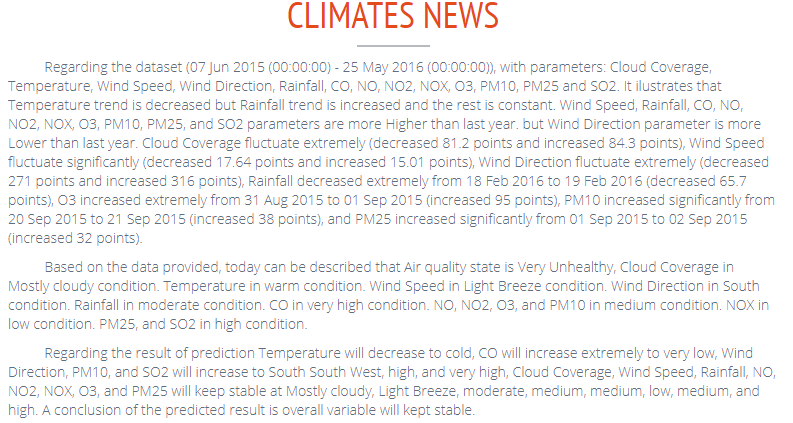 CLIMATES NEWS
Regarding the dataset (07 Jun 2015 (00:00:00) - 25 May 2016 (00:00:00)), with parameters: Cloud Coverage,
Temperature, Wind Speed, Wind Direction, Rainfall, CO, NO, NO2, NOX, O3, PM10, PM25 and SO2. It ilustrates that
Temperature trend is decreased but Rainfall trend is increased and the rest is constant. Wind Speed, Rainfall, CO, NO,
NO2, NOX, O3, PM10, PM25, and SO2 parameters are more Higher than last year. but Wind Direction parameter is more
Lower than last year. Cloud Coverage fluctuate extremely (decreased 81.2 points and increased 84.3 points), Wind Speed
fluctuate significantly (decreased 17.64 points and increased 15.01 points), Wind Direction fluctuate extremely (decreased
271 points and increased 316 points), Rainfall decreased extremely from 18 Feb 2016 to 19 Feb 2016 (decreased 65.7
points), O3 increased extremely from 31 Aug 2015 to 01 Sep 2015 (increased 95 points), PM10 increased significantly from
20 Sep 2015 to 21 Sep 2015 (increased 38 points), and PM25 increased significantly from 01 Sep 2015 to 02 Sep 2015
(increased 32 points).
Based on the data provided, today can be described that Air quality state is Very Unhealthy, Cloud Coverage in
Mostly cloudy condition. Temperature in warm condition. Wind Speed in Light Breeze condition. Wind Direction in South
condition. Rainfall in moderate condition. CO in very high condition. NO, NO2, O3, and PM10 in medium condition. NOX in
low condition. PM25, and SO2 in high condition.
Regarding the result of prediction Temperature will decrease to cold, CO will increase extremely to very low, Wind
Direction, PM10, and SO2 will increase to South South West, high, and very high, Cloud Coverage, Wind Speed, Rainfall, NO,
NO2, NOX, O3, and PM25 will keep stable at Mostly cloudy, Light Breeze, moderate, medium, medium, low, medium, and
high. A conclusion of the predicted result is overall variable will kept stable.